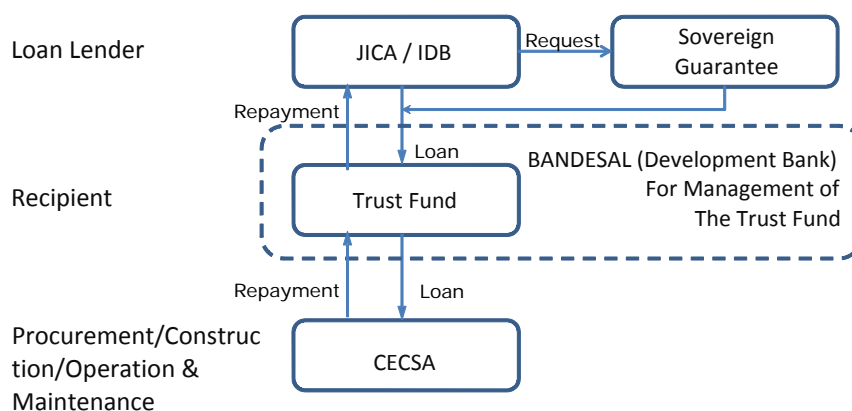 Loan Lender
JICA / IDB
Request
Sovereign
Guarantee
Repayment
Loan
BANDESAL (Development Bank)
For Management of
The Trust Fund
Recipient
Trust Fund
Repayment
Loan
Procurement/Construc
tion/Operation &
Maintenance
CECSA